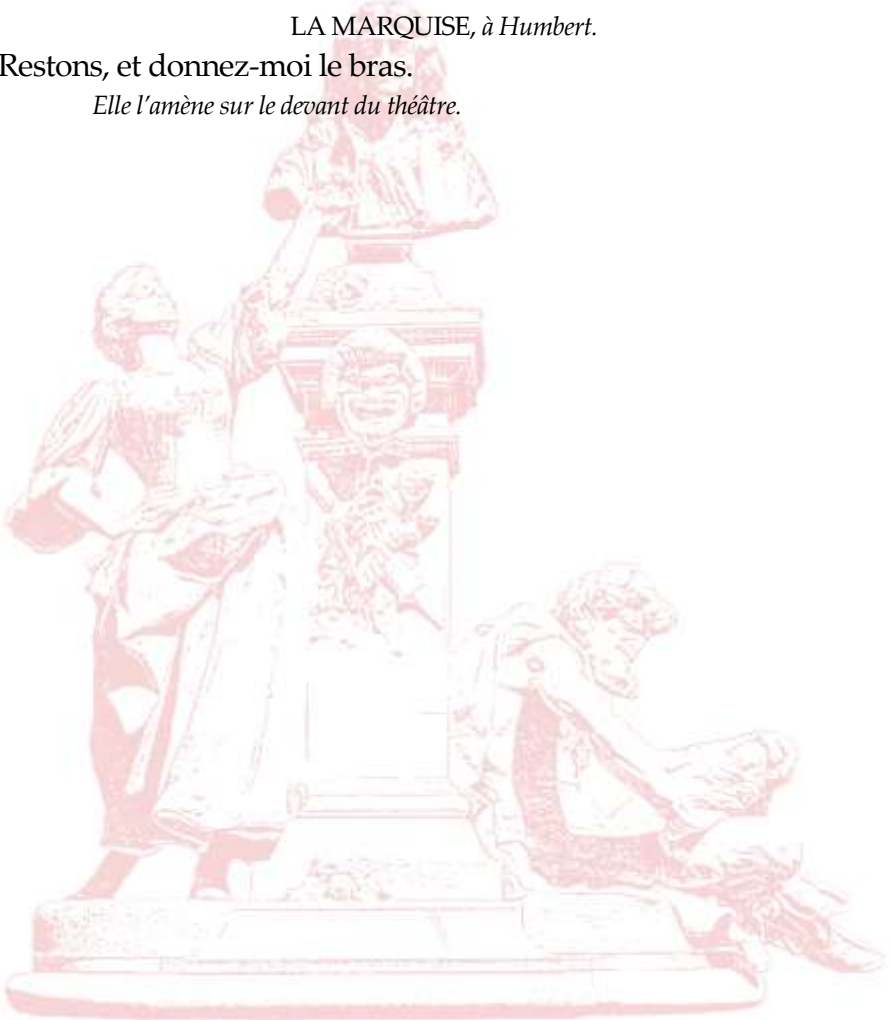 LA MARQUISE, à Humbert.
Restons, et donnez-moi le bras.
Elle l'amène sur le devant du théâtre.